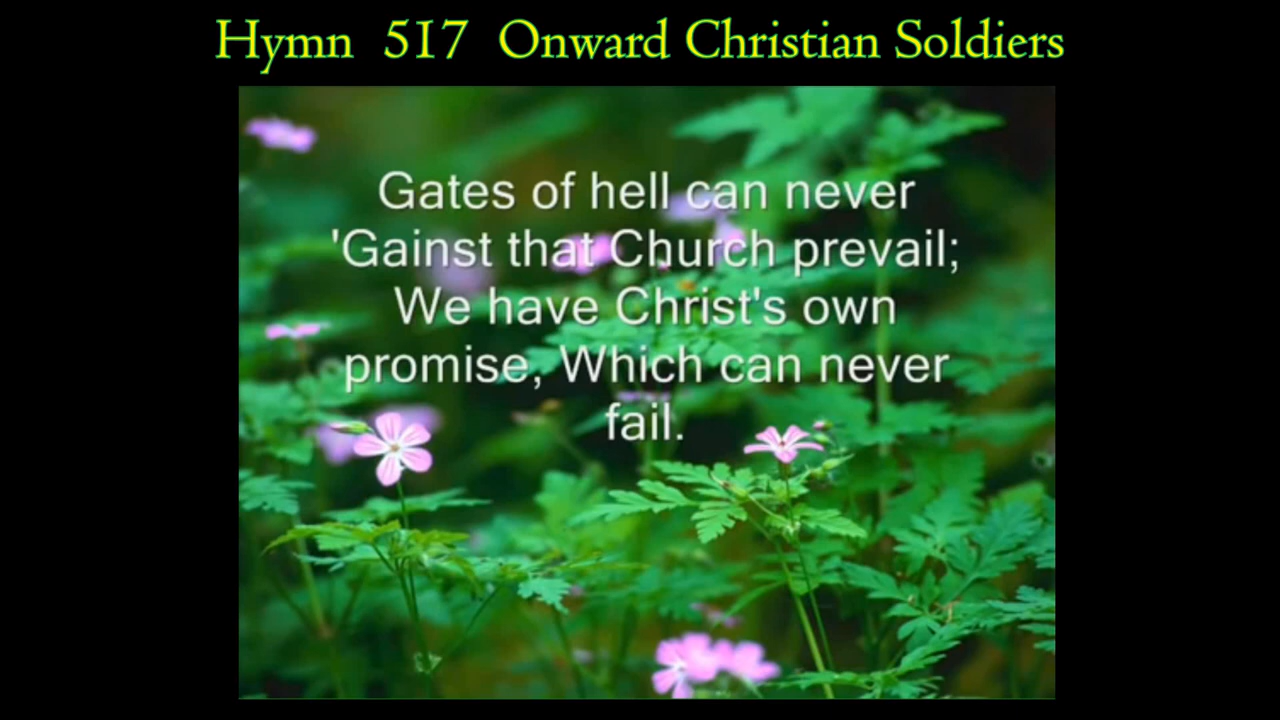 Hymn 517 Onward Christian Soldiers
Gates of hell can never
'Gainst that Church prevail;
We have Christ's own
promise, Which can never
fail.